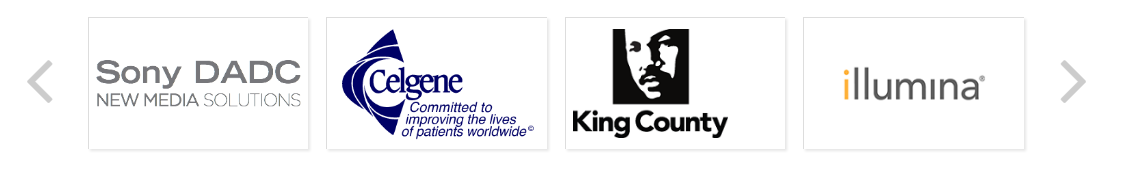 Sony DADC
NEW MEDIA SOLUTIONS
Celgene
Committed to
improving the lives
of patients worldwide©
King County
illumina®